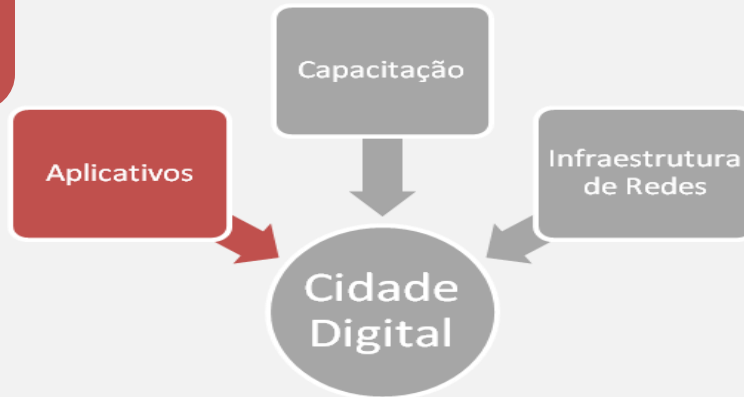 Capacitação
Aplicativos
Infraestrutura
de Redes
Cidade
Digital